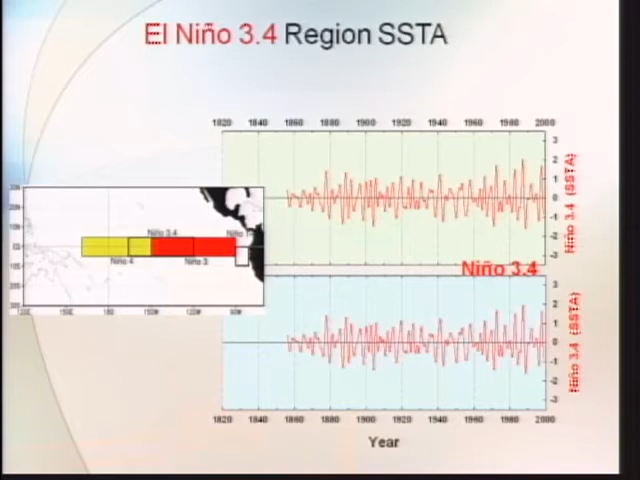 El Niño 3.4 Region SSTA
1820 1840 1860 1880 1900 1920 1940 1960 1980 2000
3
2
1
0
-1
-2
-3
Niño 3.4 (SSTA)
Niño 3.4
Niño 4
Niño 3
Niño 3.4
3
2
1
0
-1
-2
-3
Niño 3.4 (SSTA)
1820 1840 1860 1880 1900 1920 1940 1960 1980 2000
Year